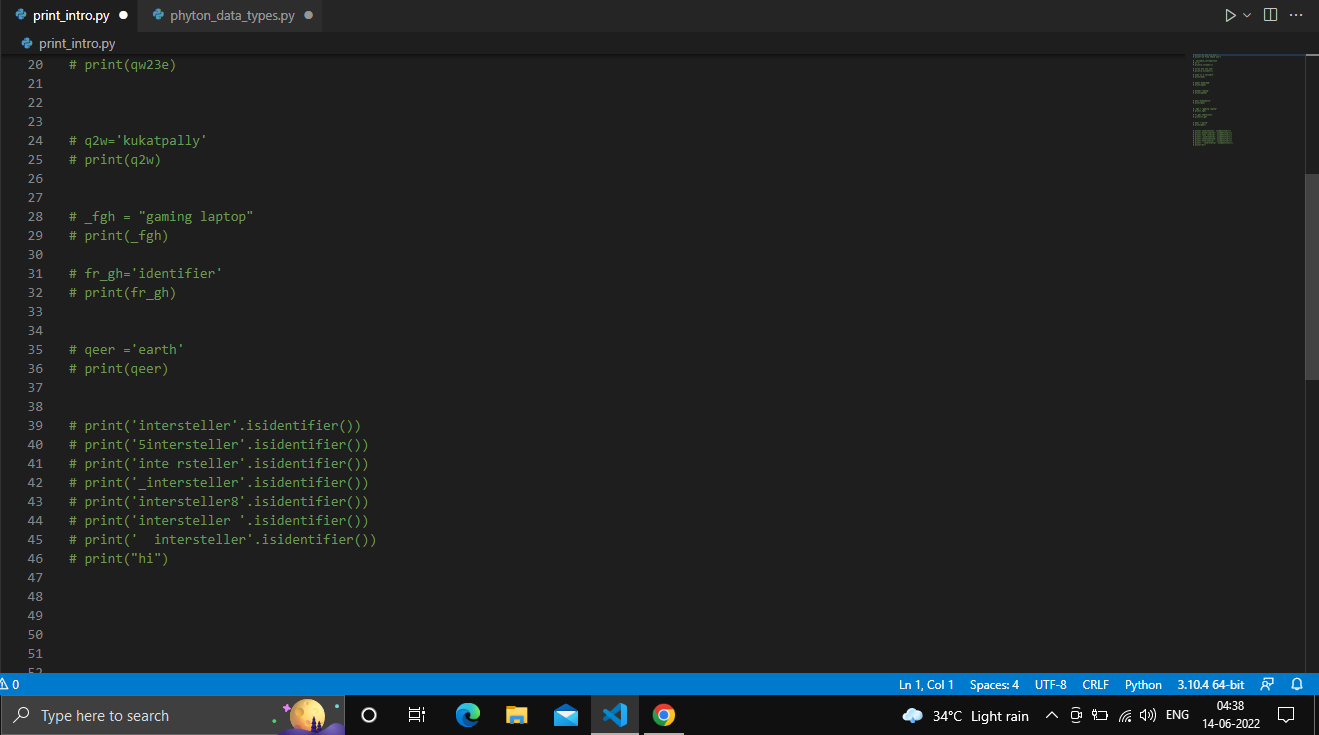 print_intro.py phyton_data_types.py
print_intro.py
20 # print(qw23e)
21
22
23
24 # q2w='kukatpally'
25 # print(q2w)
26
27
28 # _fgh = "gaming laptop"
29 # print(_fgh)
30
31 # fr_gh='identifier'
32 # print(fr_gh)
33
34
35 # qeer ='earth'
36 # print(qeer)
37
38
39 # print('intersteller'.isidentifier())
40 # print('5intersteller'.isidentifier())
41 # print('inte rsteller'.isidentifier())
42 # print('_intersteller'.isidentifier())
43 # print('intersteller8'.isidentifier())
44 # print('intersteller '.isidentifier())
45 # print('  intersteller'.isidentifier())
46 # print("hi")
47
48
49
50
51
52
0 Ln 1, Col 1 Spaces: 4 UTF-8 CRLF Python 3.10.4 64-bit
Type here to search 34°C Light rain ENG 04:38
14-06-2022